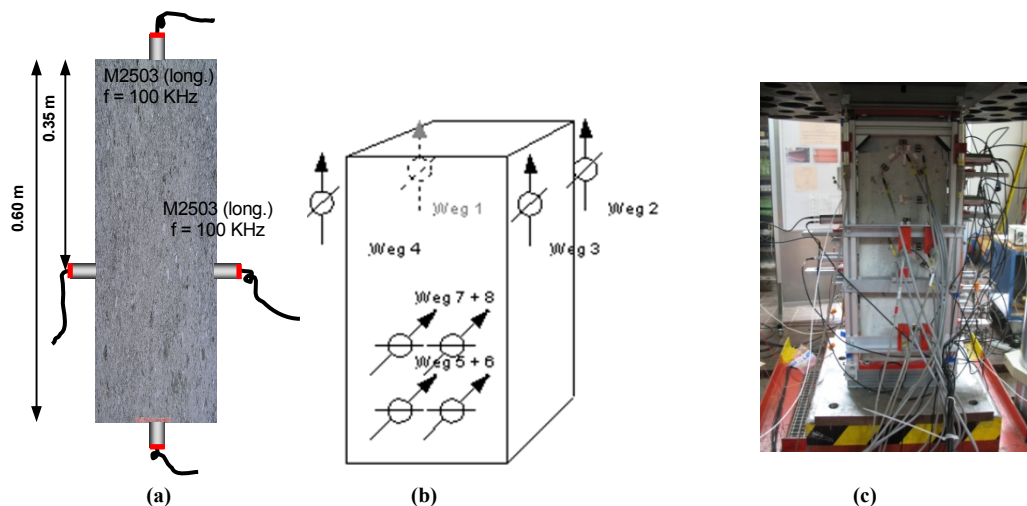 M2503 (long.)
f = 100 KHz
0.35 m
0.60 m
M2503 (long.)
f = 100 KHz
Weg 1
Weg 2
Weg 4
Weg 3
Weg 7 + 8
Weg 5 + 6
(a)
(b)
(c)